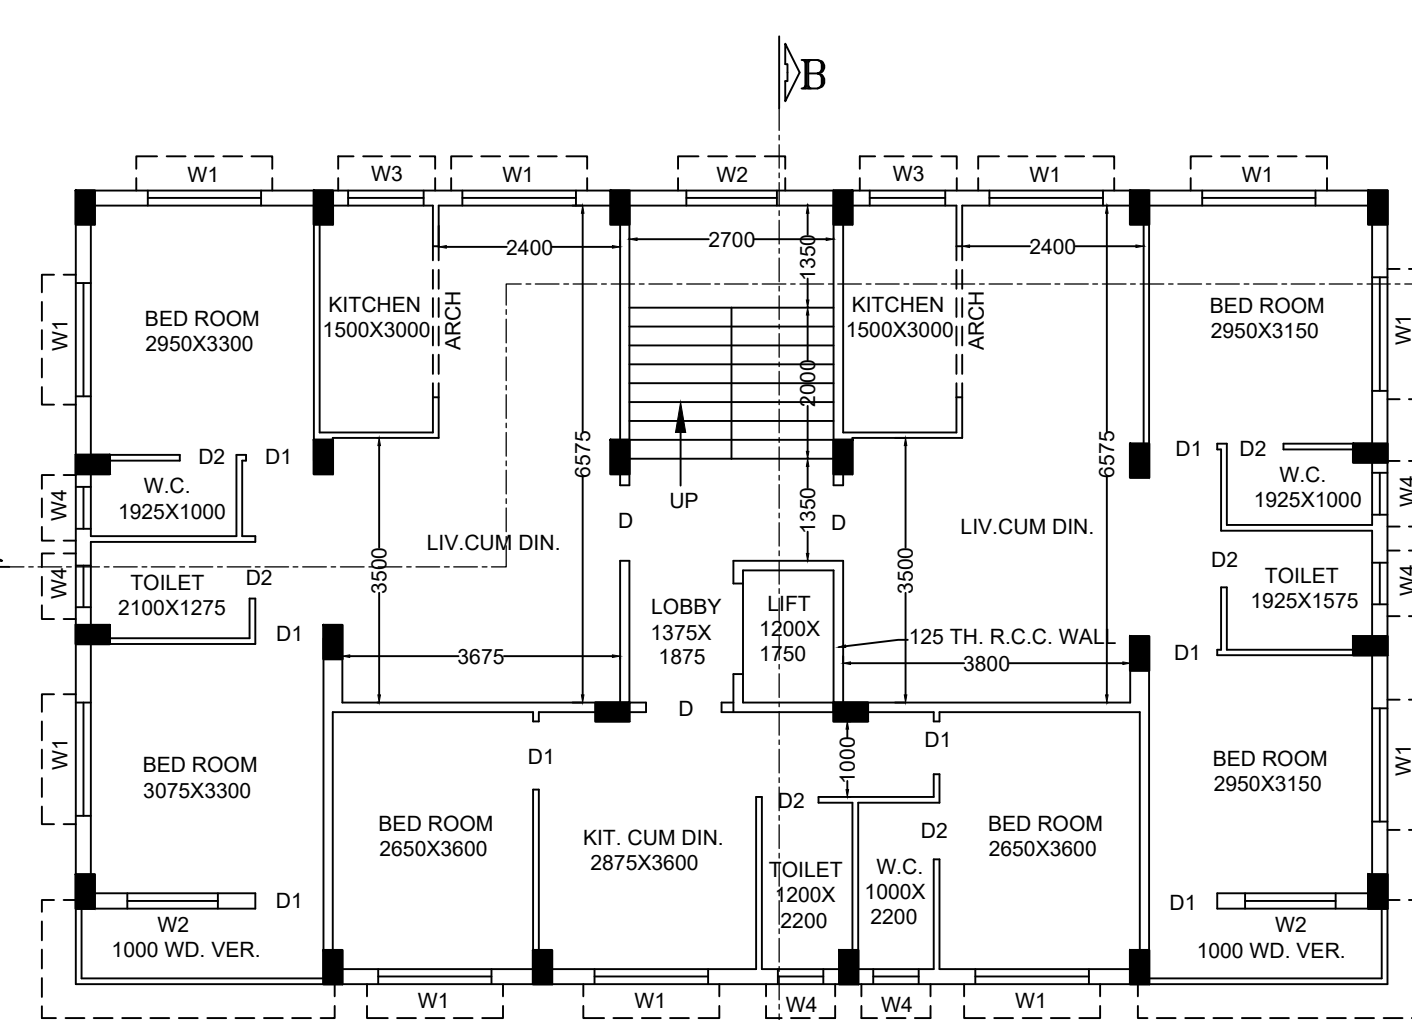 B
W1
W3
W1
W2
W3
W1
W1
2400
2700
1350
2400
W1
BED ROOM
2950X3300
KITCHEN
1500X3000
ARCH
2000
KITCHEN
1500X3000
ARCH
BED ROOM
2950X3150
W1
6575
6575
D2
D1
D1
D2
W4
W.C.
1925X1000
UP
1350
D
D
W.C.
1925X1000
W4
LIV.CUM DIN.
LIV.CUM DIN.
W4
TOILET
2100X1275
D2
3500
LOBBY
1375X
1875
LIFT
1200X
1750
3500
D2
TOILET
1925X1575
W4
D1
125 TH. R.C.C. WALL
D1
3675
3800
D
W1
BED ROOM
3075X3300
D1
1000
D1
BED ROOM
2950X3150
W1
D2
BED ROOM
2650X3600
KIT. CUM DIN.
2875X3600
TOILET
1200X
2200
W.C.
1000X
2200
D2
BED ROOM
2650X3600
D1
D1
W2
1000 WD. VER.
W2
1000 WD. VER.
W1
W1
W4
W4
W1